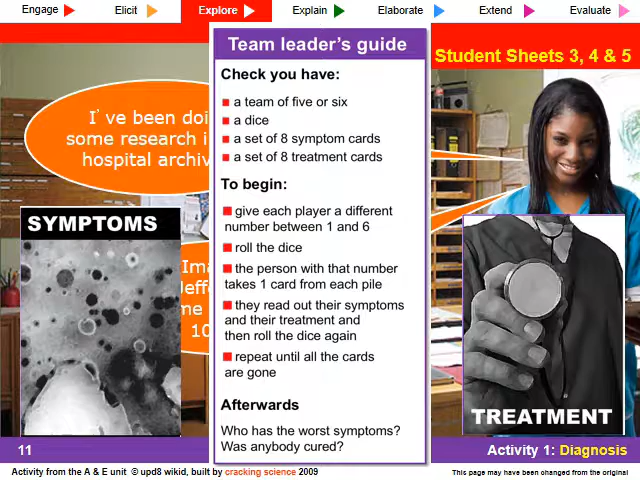 Engage
Elicit
Explore
Explain
Elaborate
Extend
Evaluate
Student Sheets 3, 4 & 5
I've been doi
some research i
hospital archiv
Ima
Jeff
me
10
SYMPTOMS
Team leader's guide
Check you have:
a team of five or six
a dice
a set of 8 symptom cards
a set of 8 treatment cards
To begin:
give each player a different
number between 1 and 6
roll the dice
the person with that number
takes 1 card from each pile
they read out their symptoms
and their treatment and
then roll the dice again
repeat until all the cards
are gone
Afterwards
Who has the worst symptoms?
Was anybody cured?
TREATMENT
11
Activity 1: Diagnosis
Activity from the A & E unit © upd8 wikid, built by cracking science 2009
This page may have been changed from the original